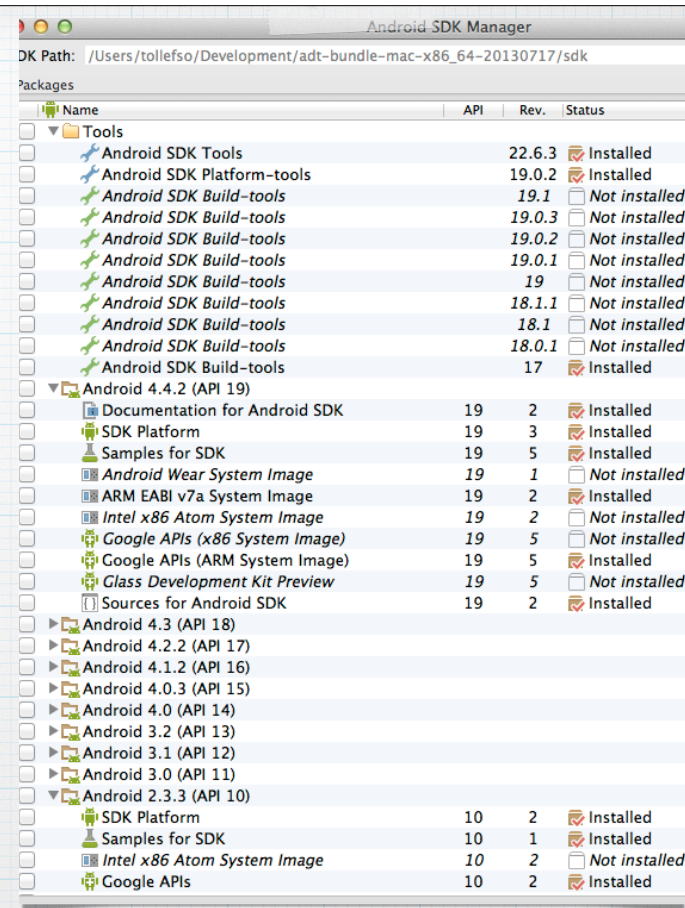 Android SDK Manager
DK Path: /Users/tollefso/Development/adt-bundle-mac-x86_64-20130717/sdk
Packages
Name API Rev. Status
Tools
Android SDK Tools 22.6.3 Installed
Android SDK Platform-tools 19.0.2 Installed
Android SDK Build-tools 19.1 Not installed
Android SDK Build-tools 19.0.3 Not installed
Android SDK Build-tools 19.0.2 Not installed
Android SDK Build-tools 19.0.1 Not installed
Android SDK Build-tools 19 Not installed
Android SDK Build-tools 18.1.1 Not installed
Android SDK Build-tools 18.1 Not installed
Android SDK Build-tools 18.0.1 Not installed
Android SDK Build-tools 17 Installed
Android 4.4.2 (API 19)
Documentation for Android SDK 19 2 Installed
SDK Platform 19 3 Installed
Samples for SDK 19 5 Installed
Android Wear System Image 19 1 Not installed
ARM EABI v7a System Image 19 2 Installed
Intel x86 Atom System Image 19 2 Not installed
Google APIs (x86 System Image) 19 5 Not installed
Google APIs (ARM System Image) 19 5 Installed
Glass Development Kit Preview 19 5 Not installed
Sources for Android SDK 19 2 Installed
Android 4.3 (API 18)
Android 4.2.2 (API 17)
Android 4.1.2 (API 16)
Android 4.0.3 (API 15)
Android 4.0 (API 14)
Android 3.2 (API 13)
Android 3.1 (API 12)
Android 3.0 (API 11)
Android 2.3.3 (API 10)
SDK Platform 10 2 Installed
Samples for SDK 10 1 Installed
Intel x86 Atom System Image 10 2 Not installed
Google APIs 10 2 Installed